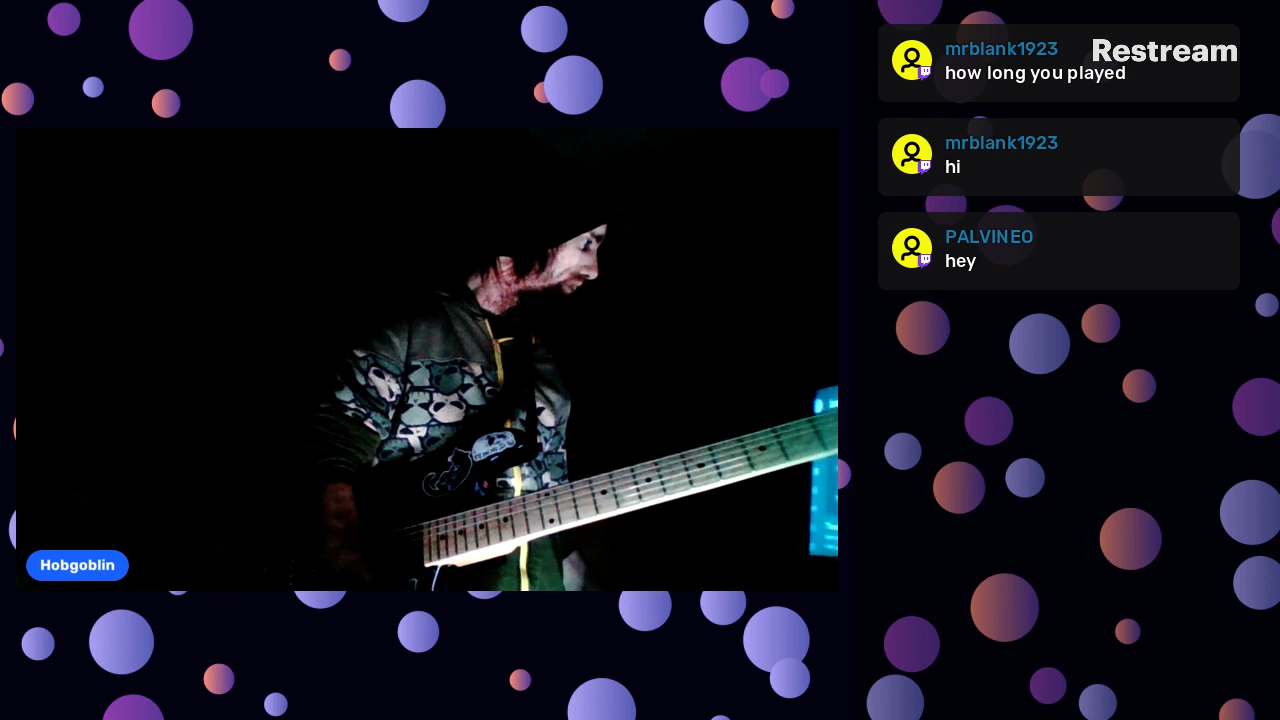 Restream
mrblank1923
how long you played
mrblank1923
hi
PALVINEO
hey
Hobgoblin